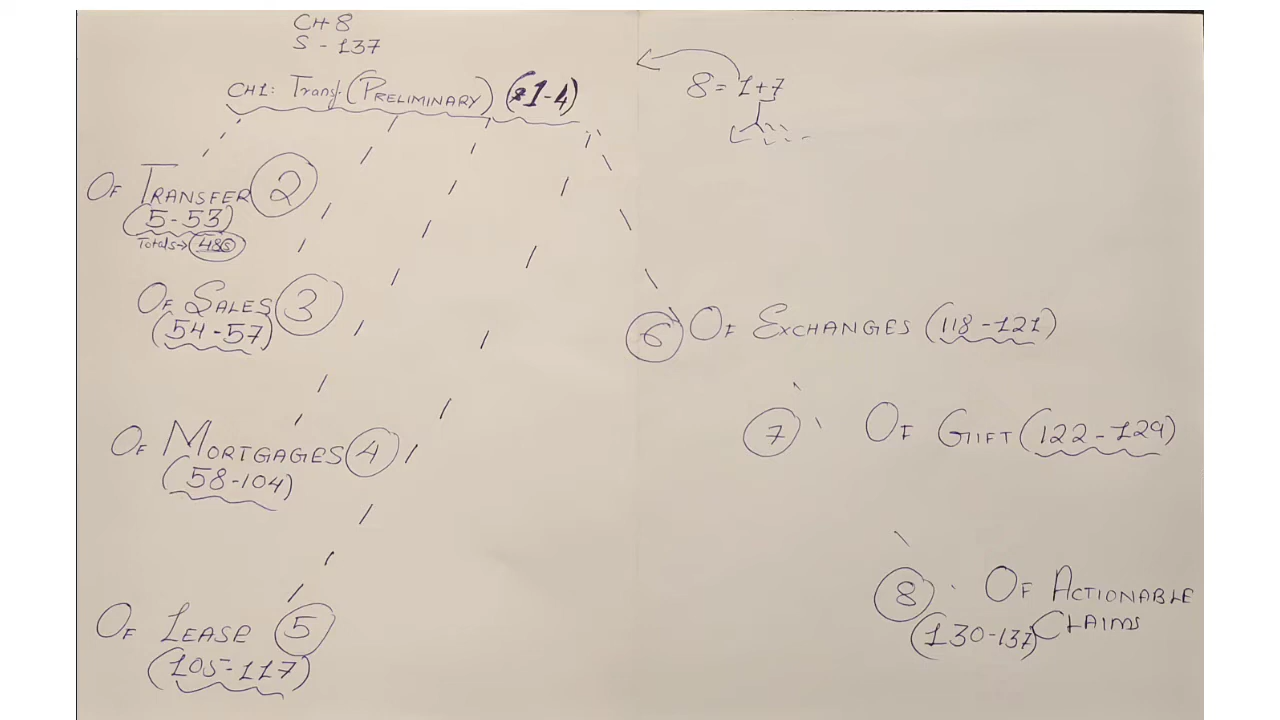 CH 8
S - 137
CH1: Transf. (PRELIMINARY) (1-4)
8 = 1+7
OF TRANSFER 2
(5-53)
Totals→ 48S
OF SALES 3
(54-57)
OF MORTGAGES 4
(58-104)
OF LEASE 5
(105-117)
6 OF EXCHANGES (118-121)
7 OF GIFT (122-129)
8 OF ACTIONABLE
(130-137) CLAIMS